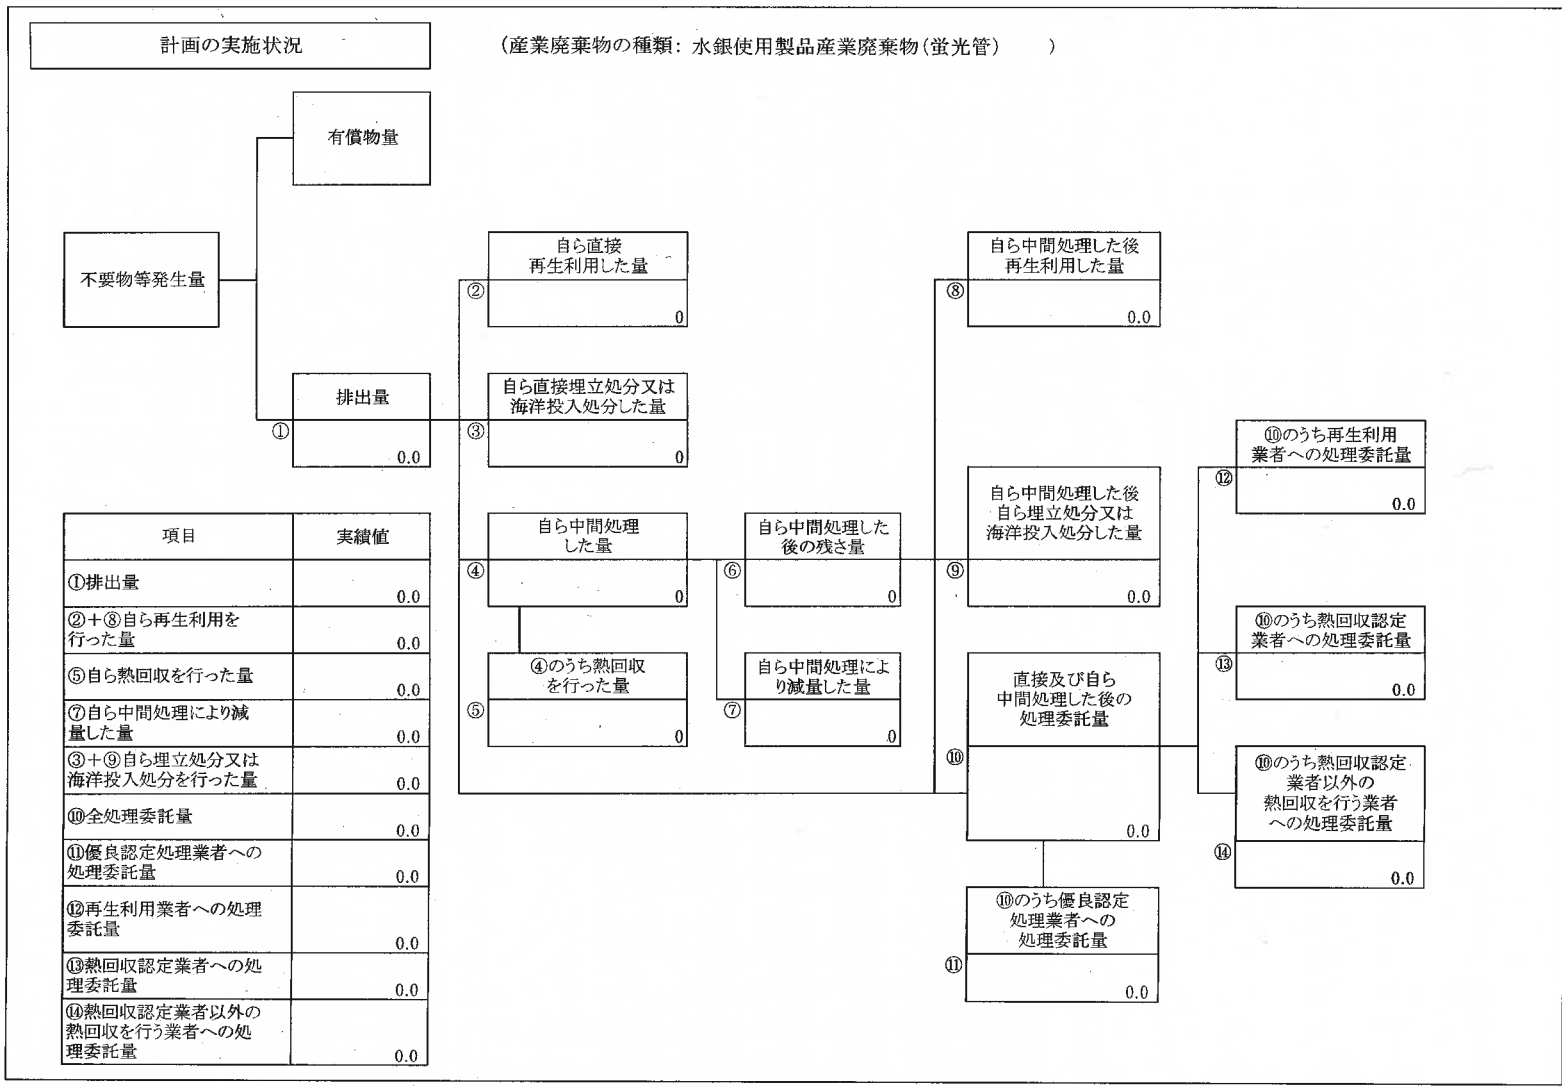 計画の実施状況
(産業廃棄物の種類: 水銀使用製品産業廃棄物(蛍光管) )
有償物量
不要物等発生量
排出量
①
0.0
自ら直接
再生利用した量
②
0
自ら直接埋立処分又は
海洋投入処分した量
③
0
自ら中間処理
した量
④
0
④のうち熱回収
を行った量
⑤
0
自ら中間処理した
後の残さ量
⑥
0
自ら中間処理によ
り減量した量
⑦
0
自ら中間処理した後
再生利用した量
⑧
0.0
自ら中間処理した後
自ら埋立処分又は
海洋投入処分した量
⑨
0.0
直接及び自ら
中間処理した後の
処理委託量
⑩
0.0
⑩のうち優良認定
処理業者への
処理委託量
⑪
0.0
⑩のうち再生利用
業者への処理委託量
⑫
0.0
⑩のうち熱回収認定
業者への処理委託量
⑬
0.0
⑩のうち熱回収認定
業者以外の
熱回収を行う業者
への処理委託量
⑭
0.0
項目 実績値
①排出量
0.0
②+⑧自ら再生利用を
行った量 0.0
⑤自ら熱回収を行った量
0.0
⑦自ら中間処理により減
量した量 0.0
③+⑨自ら埋立処分又は
海洋投入処分を行った量 0.0
⑩全処理委託量
0.0
⑪優良認定処理業者への
処理委託量 0.0
⑫再生利用業者への処理
委託量 0.0
⑬熱回収認定業者への処
理委託量 0.0
⑭熱回収認定業者以外の
熱回収を行う業者への処
理委託量 0.0